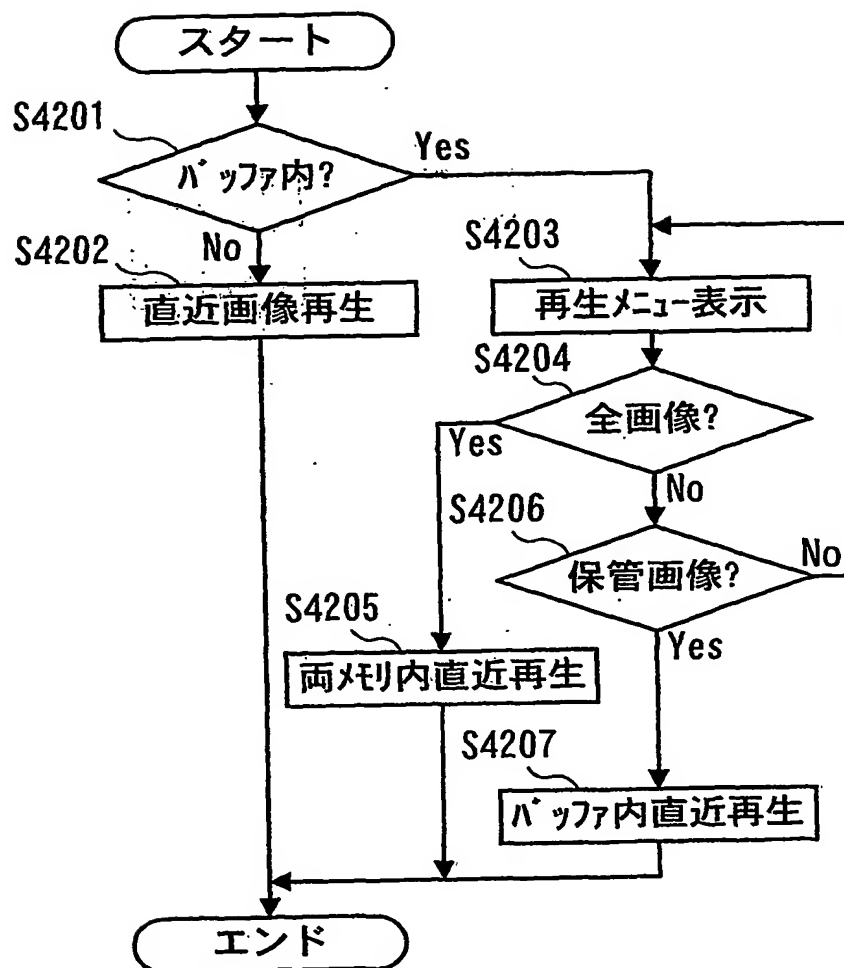 スタート
S4201
バッファ内?
Yes
No
S4202
直近画像再生
S4203
再生メニュー表示
S4204
全画像?
Yes
No
S4206
保管画像?
No
Yes
S4205
両メモリ内直近再生
S4207
バッファ内直近再生
エンド